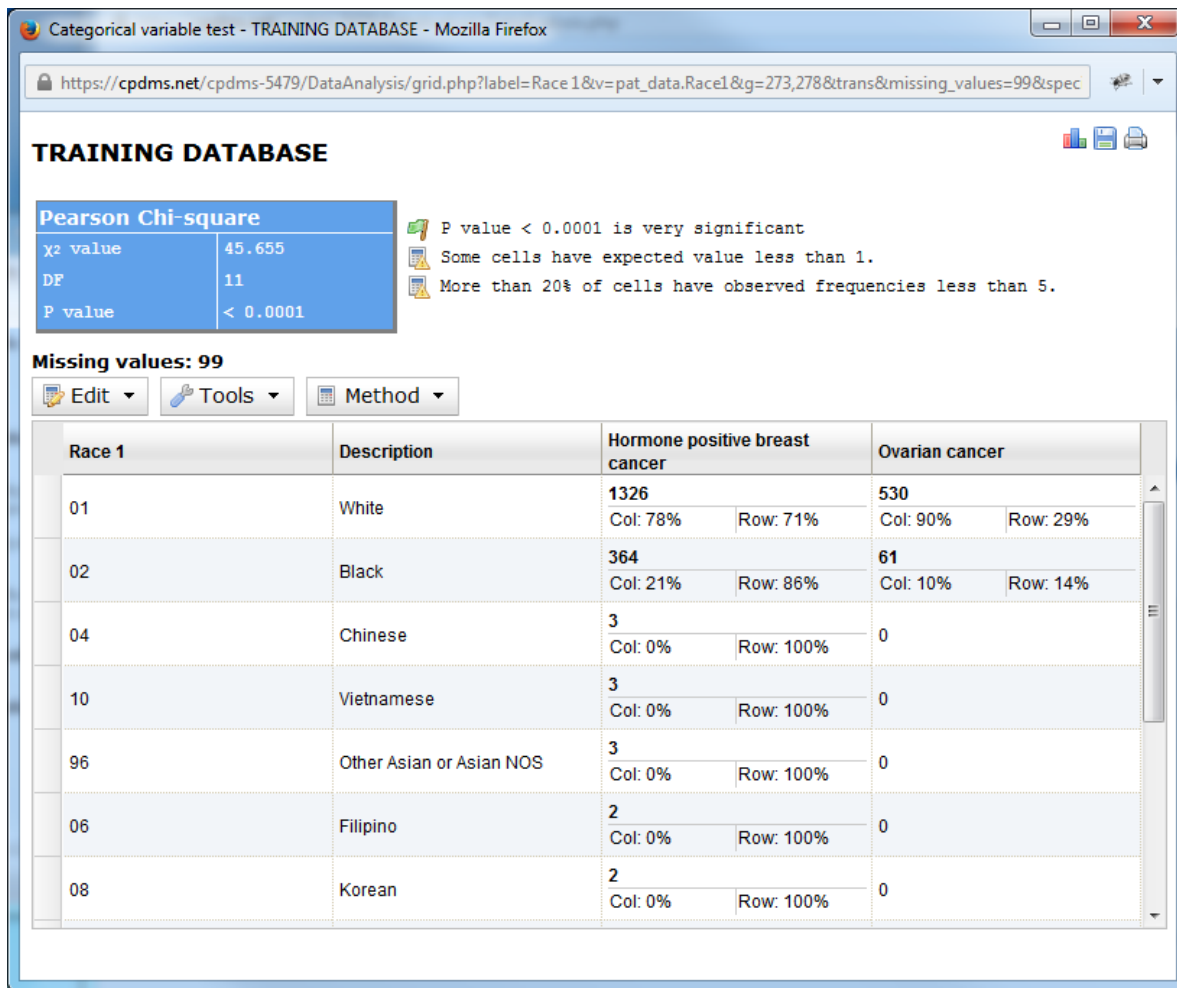 Categorical variable test - TRAINING DATABASE - Mozilla Firefox
https://cpdms.net/cpdms-5479/DataAnalysis/grid.php?label=Race 1&v=pat_data.Race1&g=273,278&trans&missing_values=99&spec
TRAINING DATABASE
Pearson Chi-square
χ2 value 45.655
DF 11
P value < 0.0001
P value < 0.0001 is very significant
Some cells have expected value less than 1.
More than 20% of cells have observed frequencies less than 5.
Missing values: 99
Edit Tools Method
Race 1 Description Hormone positive breast cancer Ovarian cancer
01 White 1326 Col: 78% Row: 71% 530 Col: 90% Row: 29%
02 Black 364 Col: 21% Row: 86% 61 Col: 10% Row: 14%
04 Chinese 3 Col: 0% Row: 100% 0
10 Vietnamese 3 Col: 0% Row: 100% 0
96 Other Asian or Asian NOS 3 Col: 0% Row: 100% 0
06 Filipino 2 Col: 0% Row: 100% 0
08 Korean 2 Col: 0% Row: 100% 0